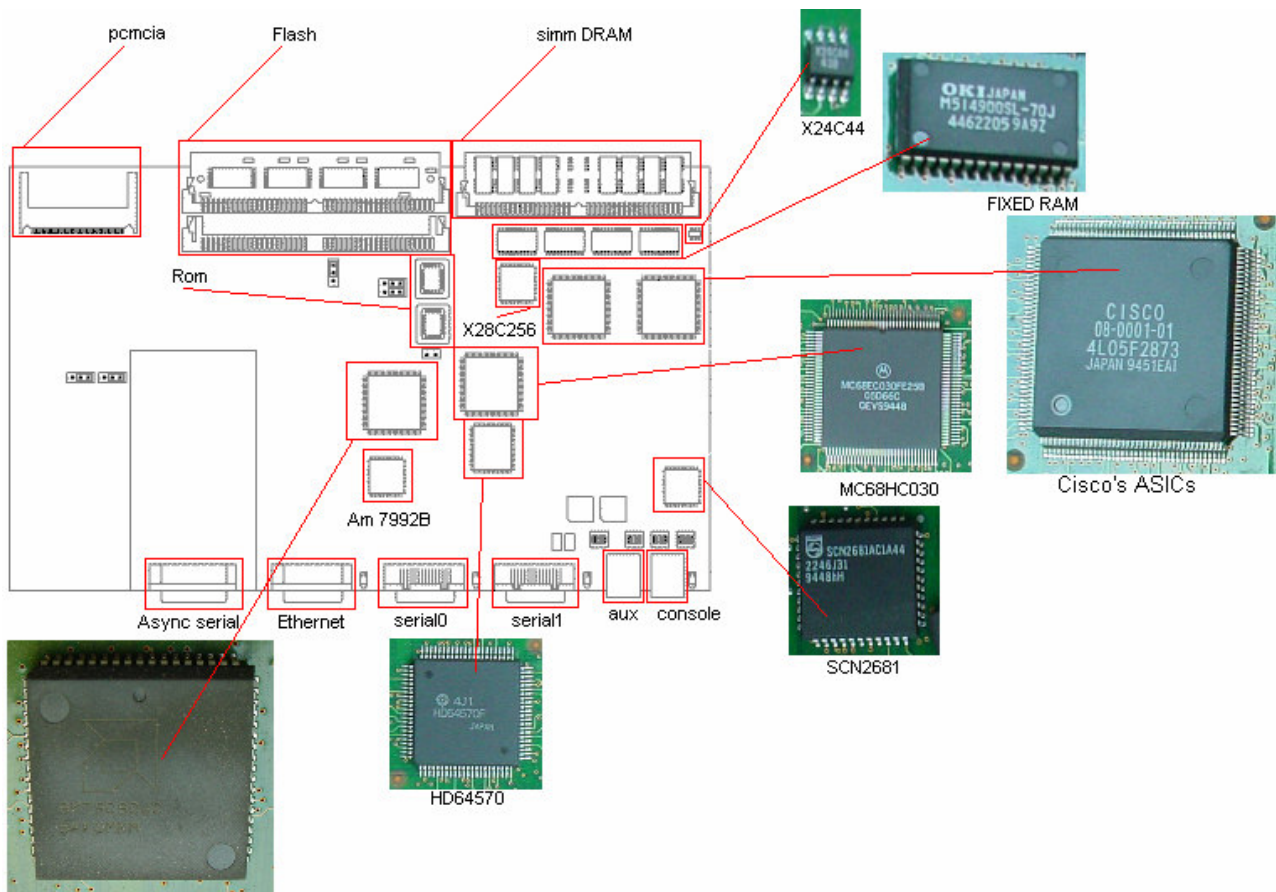 pcmcia
Flash
simm DRAM
X24C44
OKI JAPAN
M514900SL-70J
44622059A9Z
FIXED RAM
Rom
X28C256
CISCO
08-0001-01
4L05F2873
JAPAN 9451EAI
Cisco's ASICs
MC68EC030FE25B
OEVS9448
MC68HC030
Am 7992B
SCN2681AC1A44
2246J31
9448hH
SCN2681
Async serial
Ethernet
serial0
serial1
aux
console
4J1
HD64570F
JAPAN
HD64570